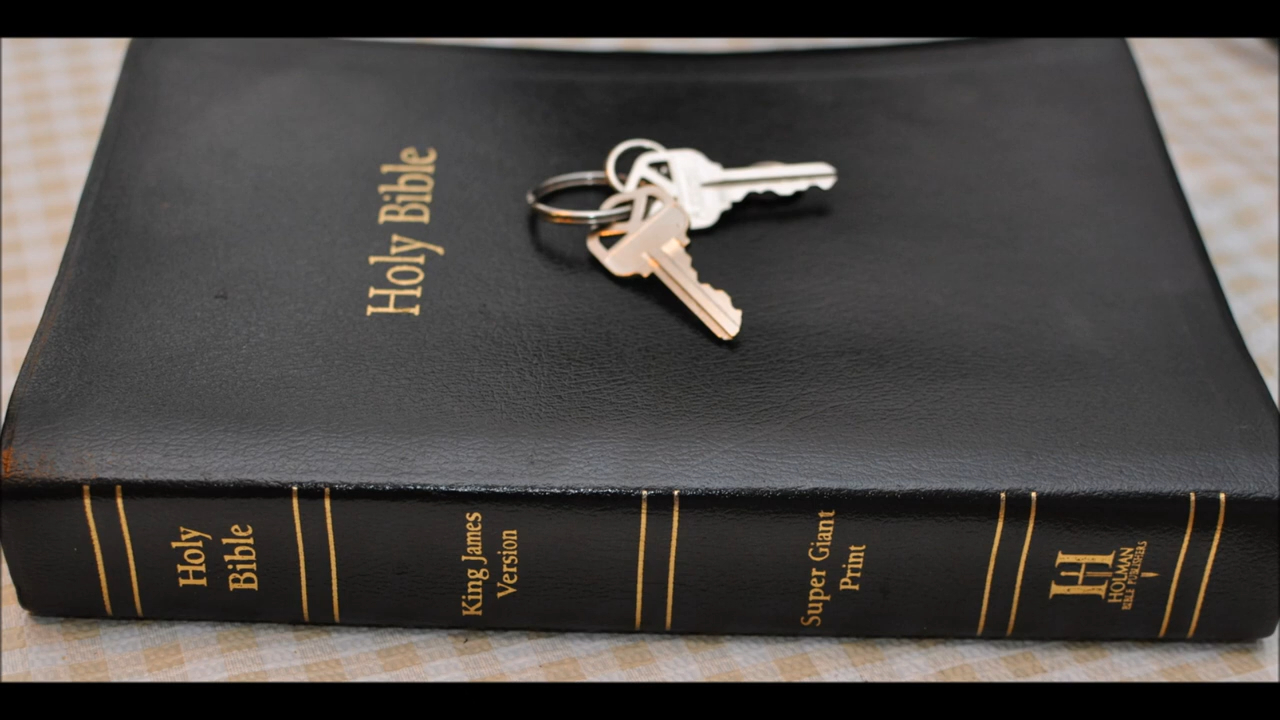 Holy Bible
Holy
Bible
King James
Version
Super Giant
Print
HOLMAN
BIBLE PUBLISHERS